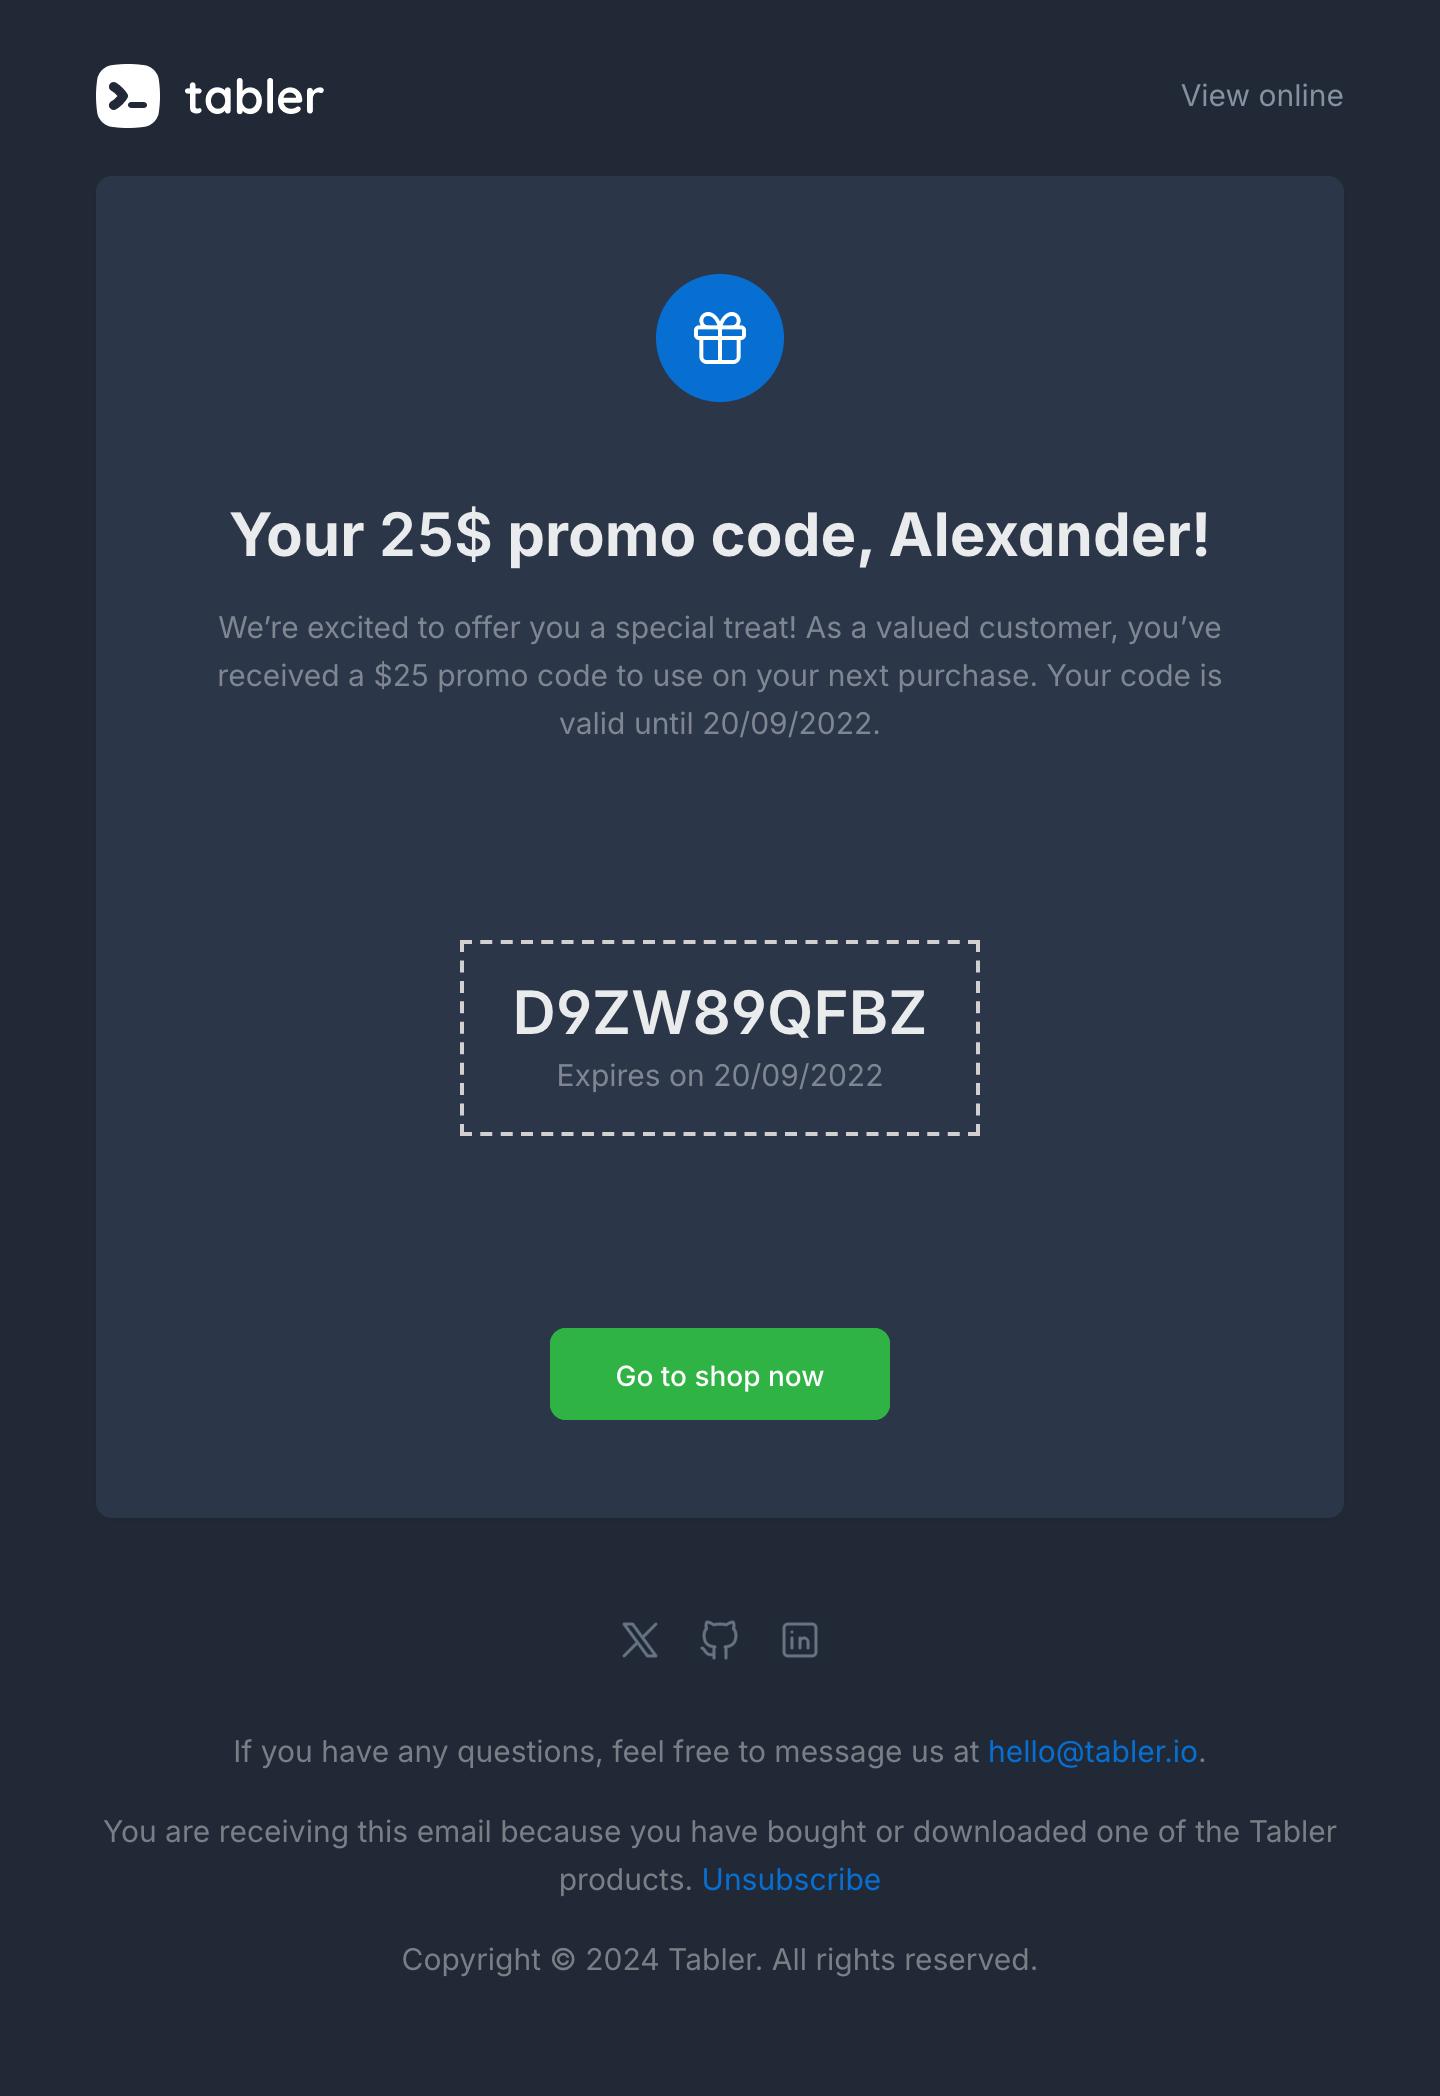 tabler
View online
Your 25$ promo code, Alexander!
We’re excited to offer you a special treat! As a valued customer, you’ve
received a $25 promo code to use on your next purchase. Your code is
valid until 20/09/2022.
D9ZW89QFBZ
Expires on 20/09/2022
Go to shop now
If you have any questions, feel free to message us at hello@tabler.io.
You are receiving this email because you have bought or downloaded one of the Tabler
products. Unsubscribe
Copyright © 2024 Tabler. All rights reserved.